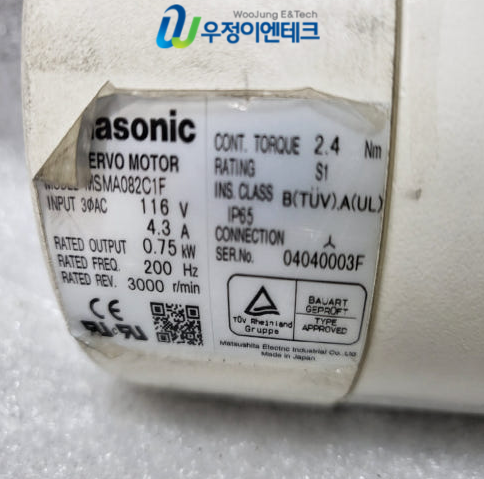 WooJung E&Tech
우정이엔테크
asonic
ERVO MOTOR
MSMA082C1F
INPUT 3ØAC 116 V
4.3 A
RATED OUTPUT 0.75 kW
RATED FREQ. 200 Hz
RATED REV. 3000 r/min
CE
CONT. TORQUE 2.4 Nm
RATING S1
INS. CLASS B(TÜV).A(UL)
IP65
CONNECTION
SER.No. 04040003F
TÜV Rheinland
Gruppe
BAUART
GEPRÜFT
TYPE
APPROVED
Matsushita Electric Industrial Co., Ltd
Made in Japan